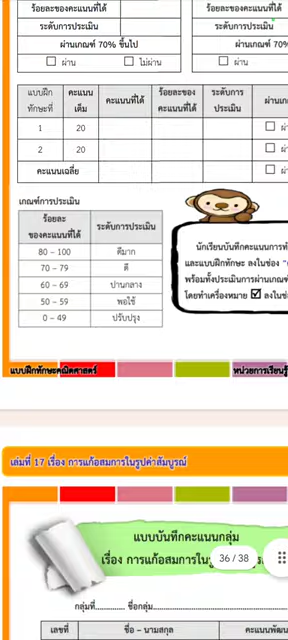 ร้อยละของคะแนนที่ได้ ร้อยละของคะแนนที่ได้
ระดับการประเมิน ระดับการประเมิน
ผ่านเกณฑ์ 70% ขึ้นไป ผ่านเกณฑ์ 70%
☐ ผ่าน ☐ ไม่ผ่าน ☐ ผ่าน
แบบฝึกทักษะที่ คะแนนเต็ม คะแนนที่ได้ ร้อยละของคะแนนที่ได้ ระดับการประเมิน
1 20
2 20
คะแนนเฉลี่ย
เกณฑ์การประเมิน
ร้อยละของคะแนนที่ได้ ระดับการประเมิน
80 – 100 ดีมาก
70 – 79 ดี
60 – 69 ปานกลาง
50 – 59 พอใช้
0 – 49 ปรับปรุง
นักเรียนบันทึกคะแนนการทำ
และแบบฝึกทักษะ ลงในช่อง
พร้อมทั้งประเมินการผ่านเกณฑ์
โดยทำเครื่องหมาย ☑ ลงในช่
แบบฝึกทักษะคณิตศาสตร์ หน่วยการเรียนรู้
เล่มที่ 17 เรื่อง การแก้อสมการในรูปค่าสัมบูรณ์
แบบบันทึกคะแนนกลุ่ม
เรื่อง การแก้อสมการใน
36 / 38
กลุ่มที่.............. ชื่อกลุ่ม..............
เลขที่ ชื่อ – นามสกุล คะแนนพัฒน